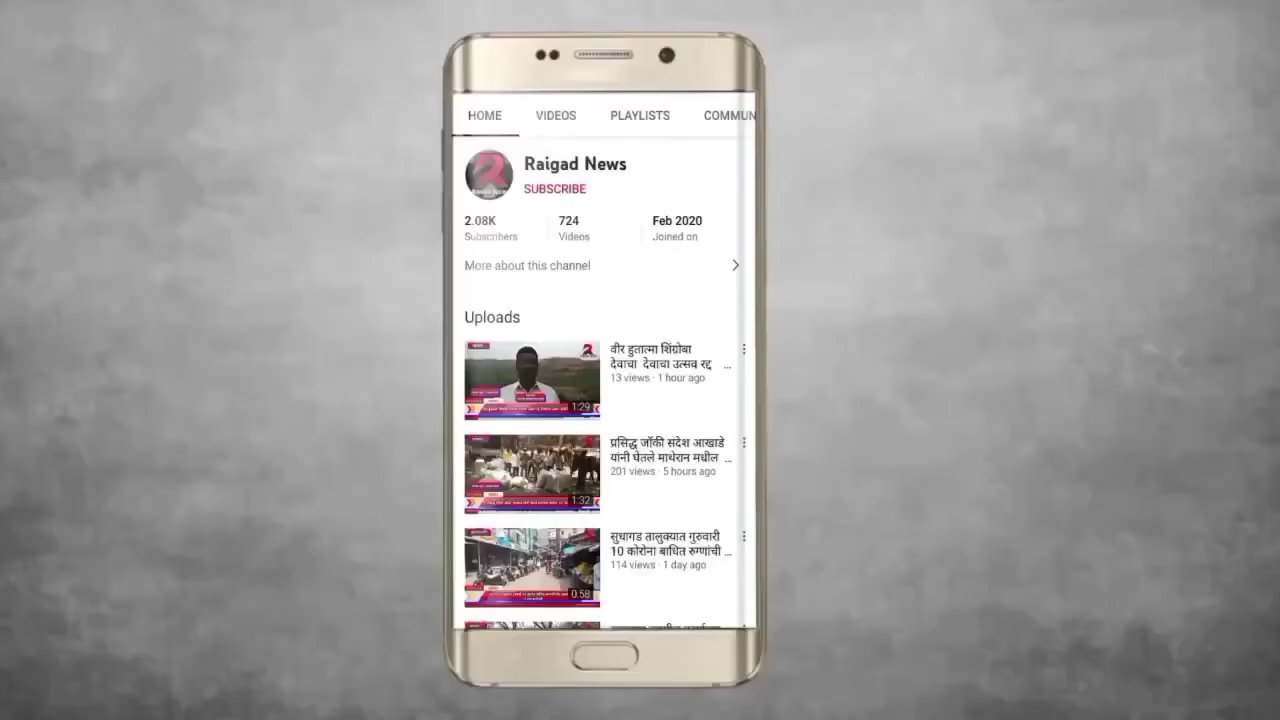 HOME VIDEOS PLAYLISTS COMMUN
Raigad News
SUBSCRIBE
2.08K 724 Feb 2020
Subscribers Videos Joined on
More about this channel
Uploads
वीर हुतात्मा शिंग्रोबा
देवाचा देवाचा उत्सव रद्द ...
13 views · 1 hour ago
1:29
प्रसिद्ध जॉकी संदेश आखाडे
यांनी घेतले माथेरान मधील ...
201 views · 5 hours ago
1:32
सुधागड तालुक्यात गुरुवारी
10 कोरोना बाधित रुग्णांची ...
114 views · 1 day ago
0:58